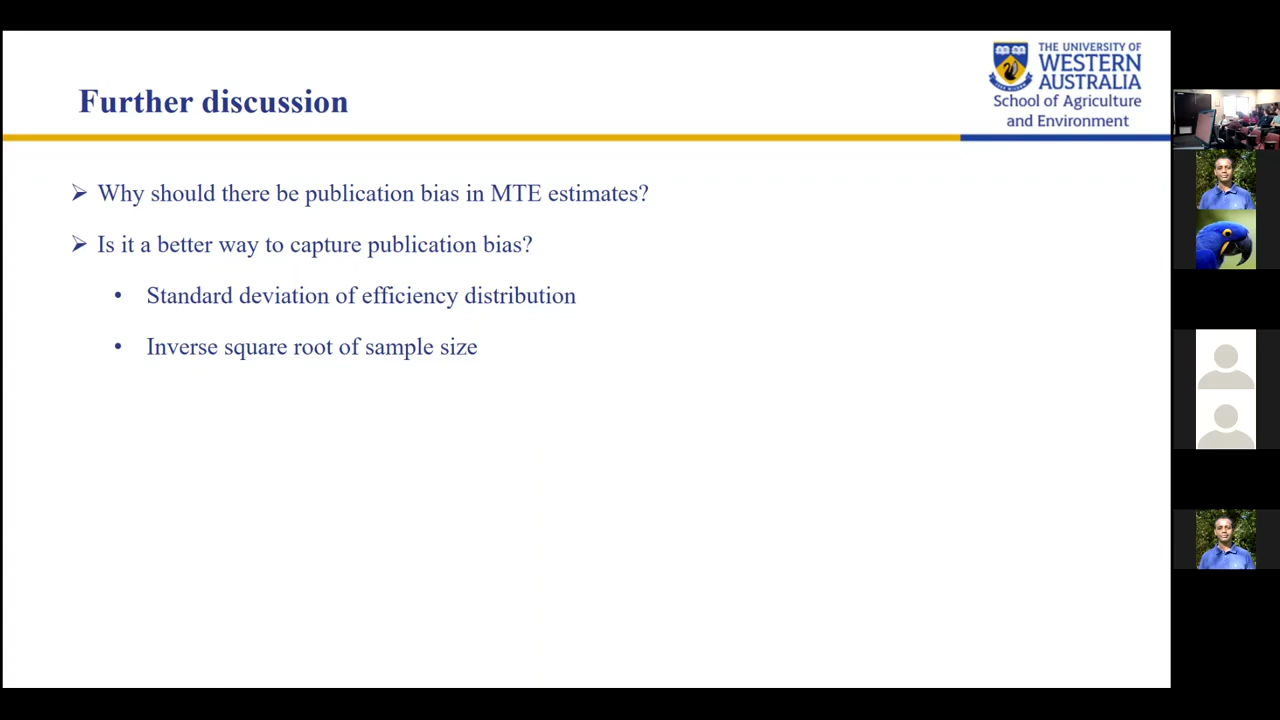 THE UNIVERSITY OF
WESTERN
AUSTRALIA
School of Agriculture
and Environment
Further discussion
➢ Why should there be publication bias in MTE estimates?
➢ Is it a better way to capture publication bias?
• Standard deviation of efficiency distribution
• Inverse square root of sample size